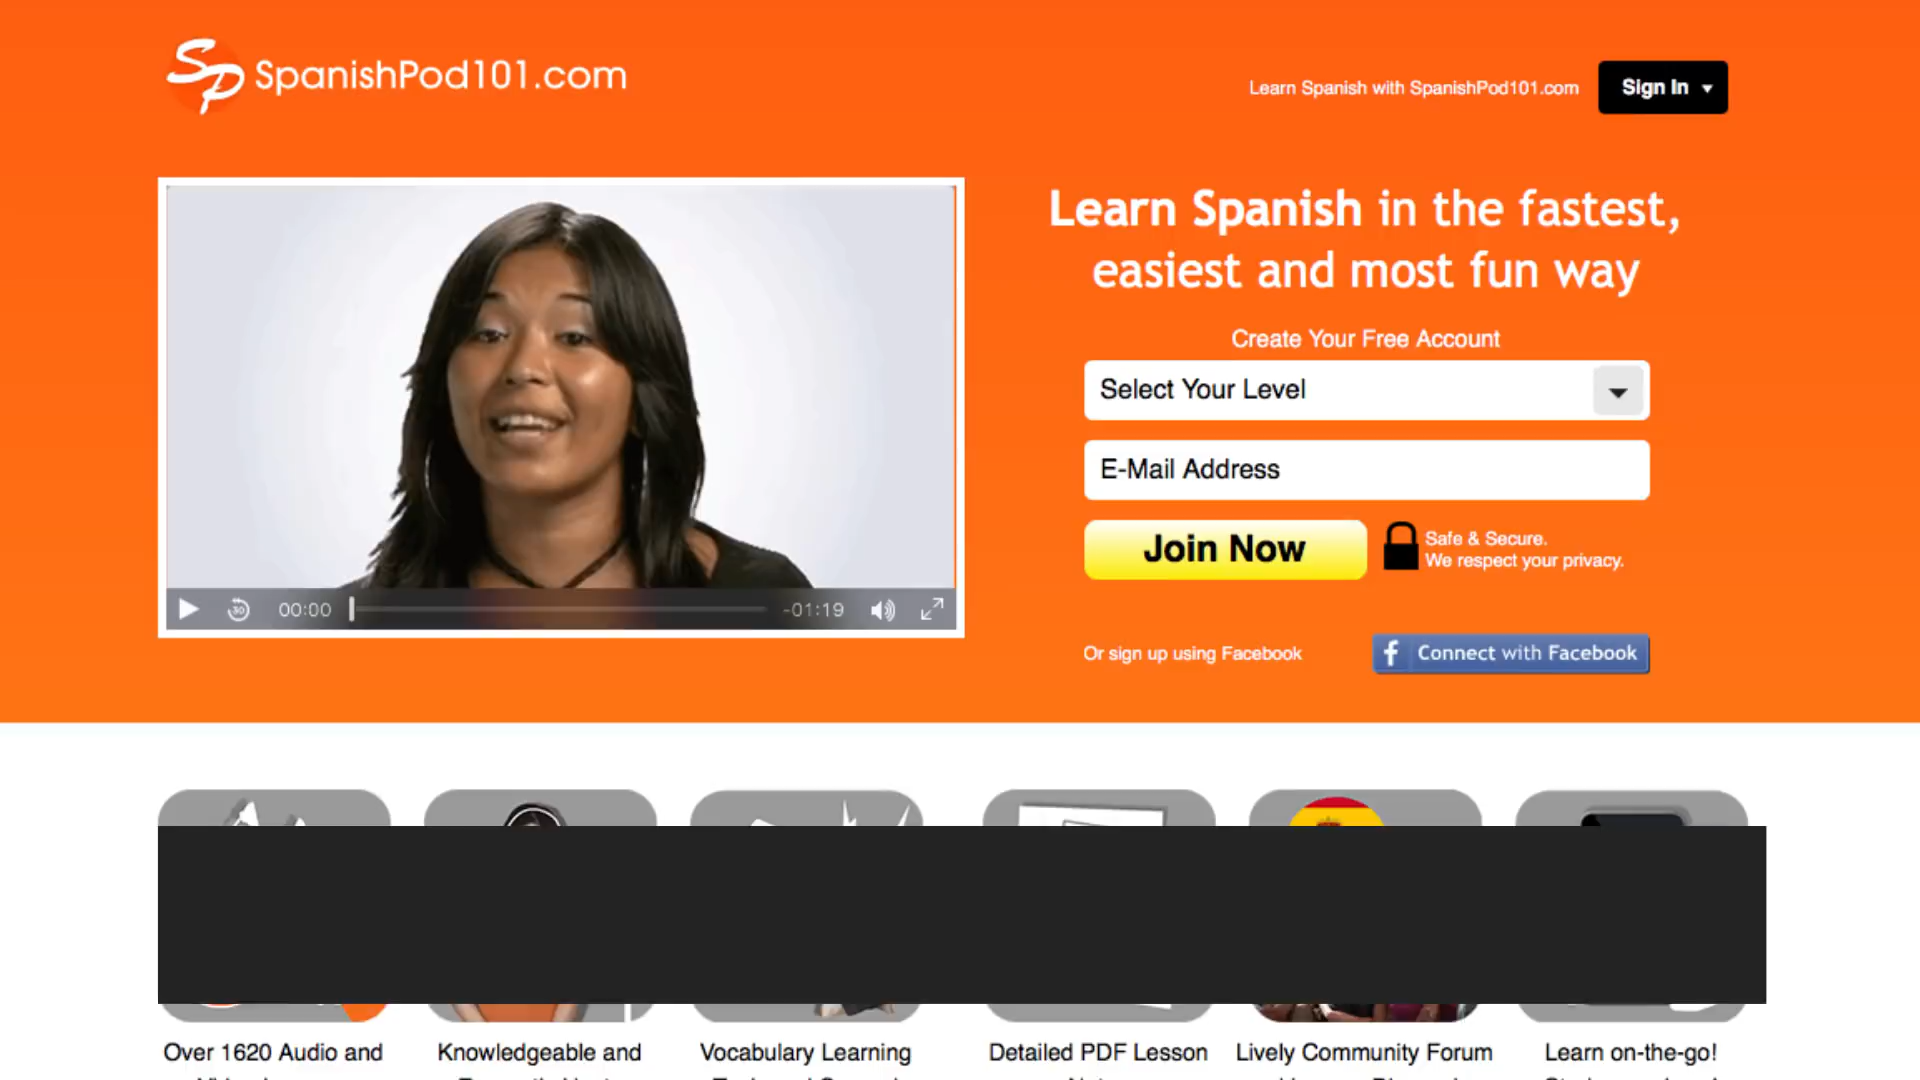 SP SpanishPod101.com
Learn Spanish with SpanishPod101.com
Sign In
Learn Spanish in the fastest,
easiest and most fun way
Create Your Free Account
Select Your Level
E-Mail Address
Join Now
Safe & Secure.
We respect your privacy.
30
00:00
-01:19
Or sign up using Facebook
f Connect with Facebook
Over 1620 Audio and
Knowledgeable and
Vocabulary Learning
Detailed PDF Lesson
Lively Community Forum
Learn on-the-go!